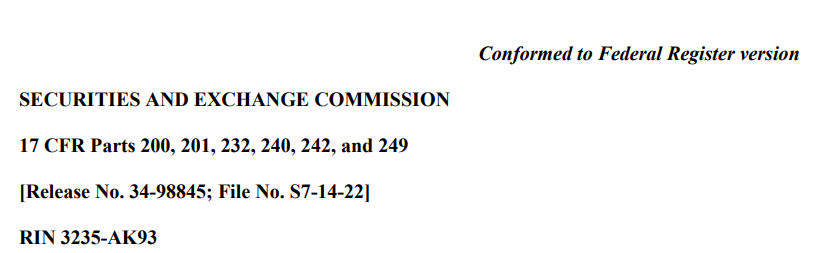 Conformed to Federal Register version
SECURITIES AND EXCHANGE COMMISSION
17 CFR Parts 200, 201, 232, 240, 242, and 249
[Release No. 34-98845; File No. S7-14-22]
RIN 3235-AK93